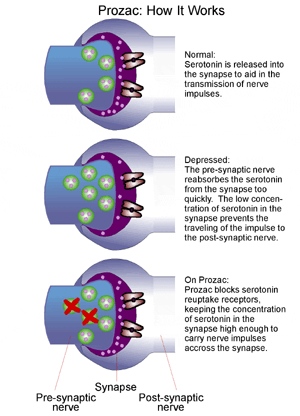 Prozac: How It Works
Normal:
Serotonin is released into
the synapse to aid in the
transmission of nerve
impulses.
Depressed:
The pre-synaptic nerve
reabsorbes the serotonin
from the synapse too
quickly. The low concen-
tration of serotonin in the
synapse prevents the
traveling of the impulse to
the post-synaptic nerve.
On Prozac:
Prozac blocks serotonin
reuptake receptors,
keeping the concentration
of serotonin in the
synapse high enough to
carry nerve impulses
accross the synapse.
Pre-synaptic
nerve
Synapse
Post-synaptic
nerve